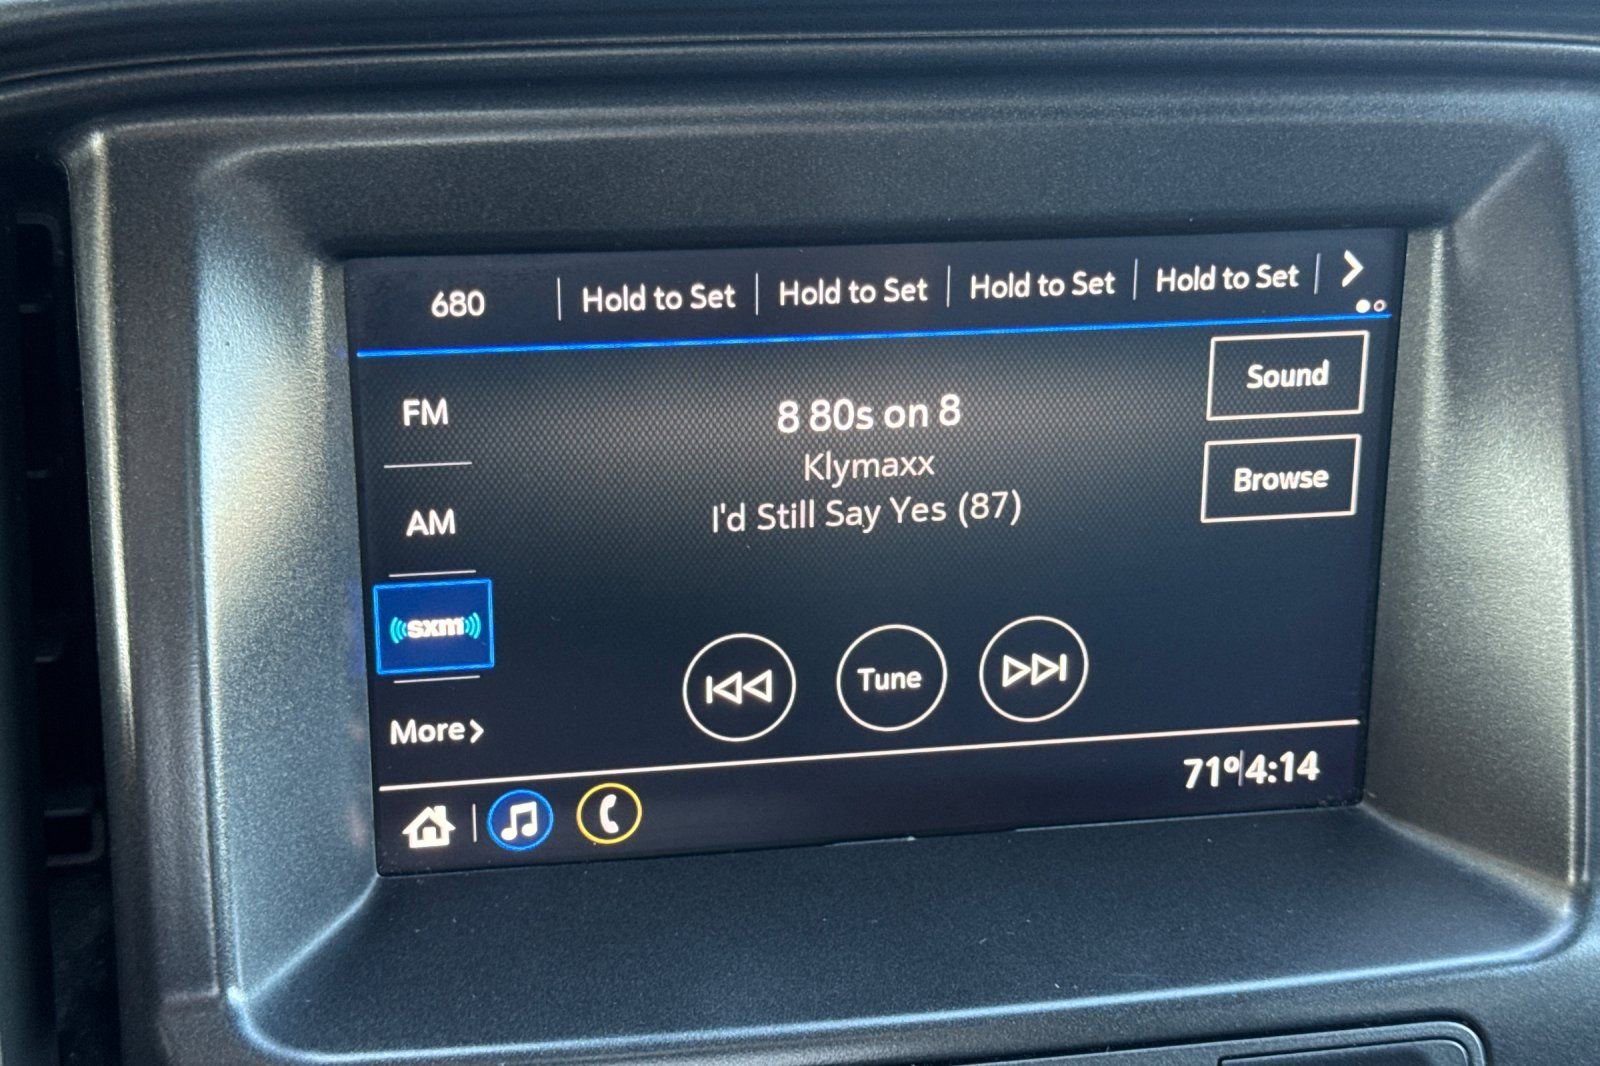 680 Hold to Set Hold to Set Hold to Set Hold to Set
Sound
FM
8 80s on 8
Klymaxx
Browse
I'd Still Say Yes (87)
AM
sxm
Tune
More
71° 4:14